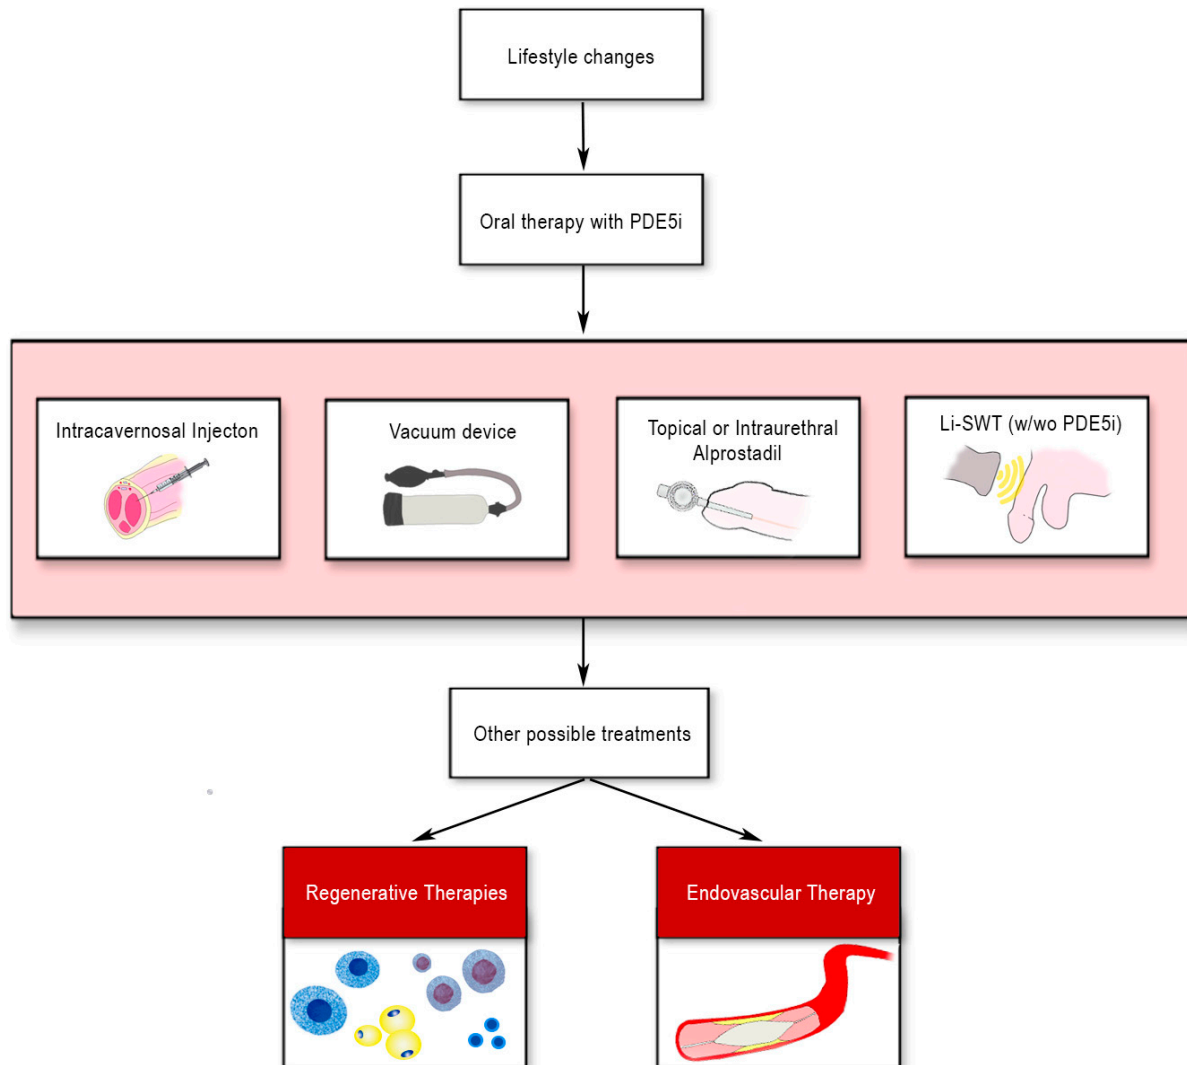 Lifestyle changes
Oral therapy with PDE5i
Intracavernosal Injecton
Vacuum device
Topical or Intraurethral
Alprostadil
Li-SWT (w/wo PDE5i)
Other possible treatments
Regenerative Therapies
Endovascular Therapy